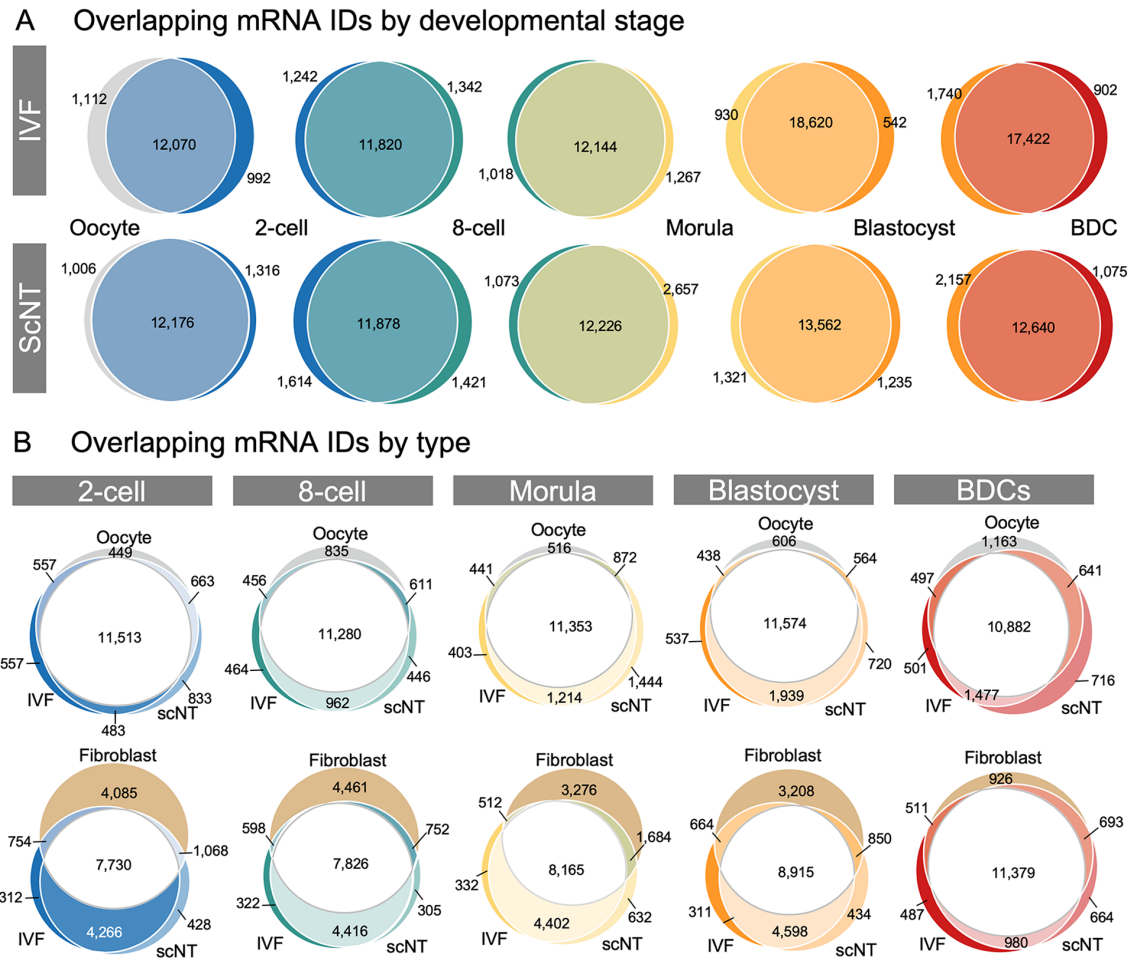 A Overlapping mRNA IDs by developmental stage
IVF
1,112 12,070 992
1,242 11,820 1,342
1,018 12,144 1,267
930 18,620 542
1,740 17,422 902
Oocyte 2-cell 8-cell Morula Blastocyst BDC
ScNT
1,006 12,176 1,316
1,614 11,878 1,421
1,073 12,226 2,657
1,321 13,562 1,235
2,157 12,640 1,075
B Overlapping mRNA IDs by type
2-cell 8-cell Morula Blastocyst BDCs
Oocyte
449
557
663
11,513
557
833
IVF
scNT
483
Oocyte
835
456
611
11,280
464
446
IVF
962
scNT
Oocyte
516
441
872
11,353
403
1,444
IVF
1,214
scNT
Oocyte
606
438
564
11,574
537
720
IVF
1,939
scNT
Oocyte
1,163
497
641
10,882
501
716
IVF
1,477
scNT
Fibroblast
4,085
754
1,068
7,730
312
428
IVF
4,266
scNT
Fibroblast
4,461
598
752
7,826
322
305
IVF
4,416
scNT
Fibroblast
3,276
512
1,684
8,165
332
632
IVF
4,402
scNT
Fibroblast
3,208
664
850
8,915
311
434
IVF
4,598
scNT
Fibroblast
926
511
693
11,379
487
664
IVF
980
scNT